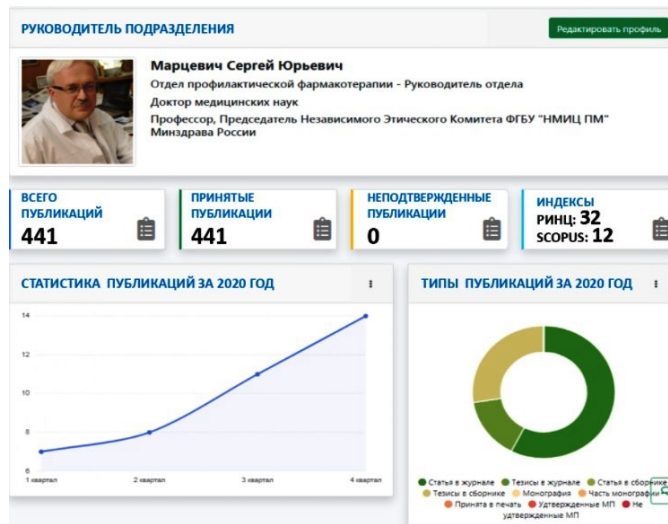 РУКОВОДИТЕЛЬ ПОДРАЗДЕЛЕНИЯ
Редактировать профиль
Марцевич Сергей Юрьевич
Отдел профилактической фармакотерапии - Руководитель отдела
Доктор медицинских наук
Профессор, Председатель Независимого Этического Комитета ФГБУ "НМИЦ ПМ"
Минздрава России
ВСЕГО
ПУБЛИКАЦИЙ
441
ПРИНЯТЫЕ
ПУБЛИКАЦИИ
441
НЕПОДТВЕРЖДЕННЫЕ
ПУБЛИКАЦИИ
0
ИНДЕКСЫ
РИНЦ: 32
SCOPUS: 12
СТАТИСТИКА ПУБЛИКАЦИЙ ЗА 2020 ГОД
14
12
10
8
6
1 квартал
2 квартал
3 квартал
4 квартал
ТИПЫ ПУБЛИКАЦИЙ ЗА 2020 ГОД
Статья в журнале Тезисы в журнале Статья в сборнике
Тезисы в сборнике Монография Часть монографии
Принята в печать Утвержденные МП Не
утвержденные МП